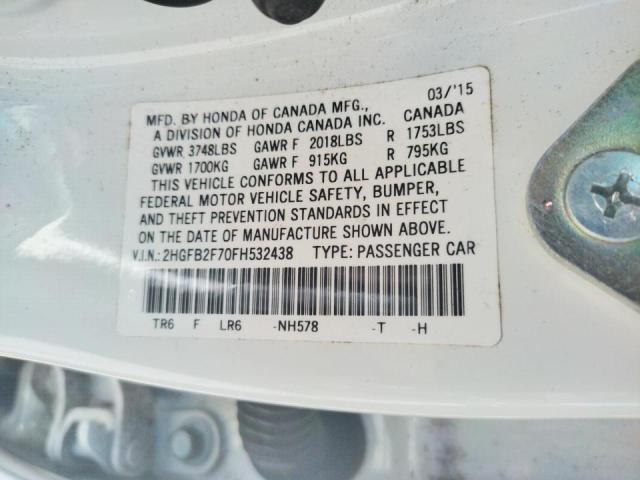 MFD. BY HONDA OF CANADA MFG., 03/'15
A DIVISION OF HONDA CANADA INC. CANADA
GVWR 3748LBS GAWR F 2018LBS R 1753LBS
GVWR 1700KG GAWR F 915KG R 795KG
THIS VEHICLE CONFORMS TO ALL APPLICABLE
FEDERAL MOTOR VEHICLE SAFETY, BUMPER,
AND THEFT PREVENTION STANDARDS IN EFFECT
ON THE DATE OF MANUFACTURE SHOWN ABOVE.
V.I.N.: 2HGFB2F70FH532438 TYPE: PASSENGER CAR
TR6 F LR6 -NH578 -T -H